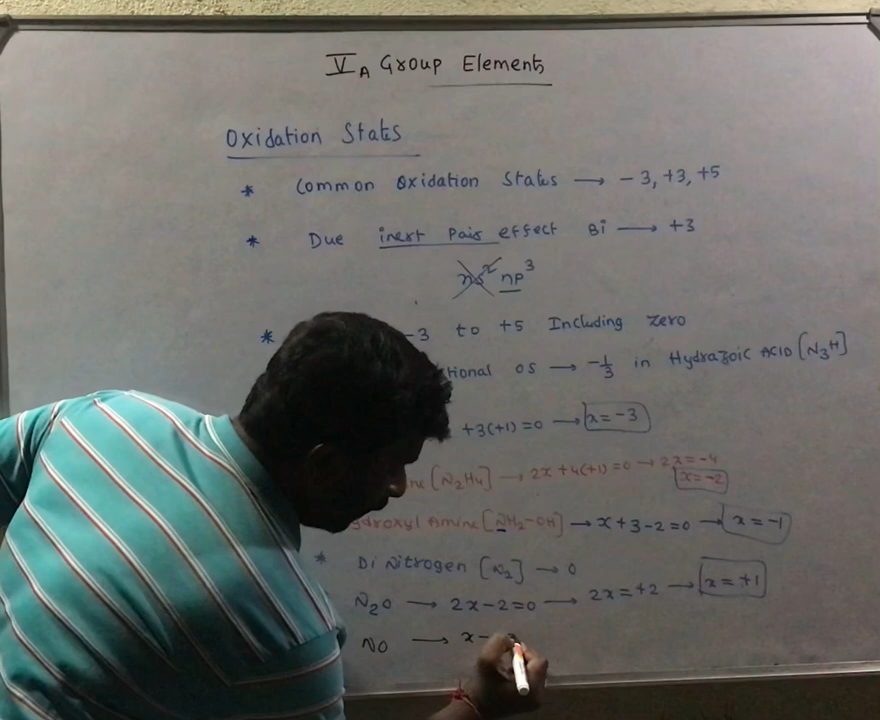 V A Group Elements
Oxidation States
* Common Oxidation States → -3, +3, +5
* Due inert Pair effect Bi → +3
ns² np³
* -3 to +5 Including zero
tional OS → -1/3 in Hydrazoic ACID [N₃H]
+3(+1)=0 → x=-3
ne [N₂H₄] → 2x+4(+1)=0 → 2x=-4
x=-2
droxyl Amine [NH₂-OH] → x+3-2=0 → x=-1
* Di Nitrogen [N₂] → 0
N₂O → 2x-2=0 → 2x=+2 → x=+1
NO → x-